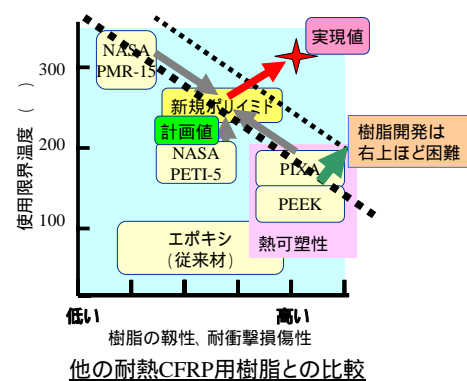 NASA
PMR-15
実現値
300
新規ポリイミド
計画値
樹脂開発は
右上ほど困難
200
NASA
PETI-5
PIXA
PEEK
使用限界温度( )
100
エポキシ
(従来材)
熱可塑性
低い
高い
樹脂の靱性、耐衝撃損傷性
他の耐熱CFRP用樹脂との比較